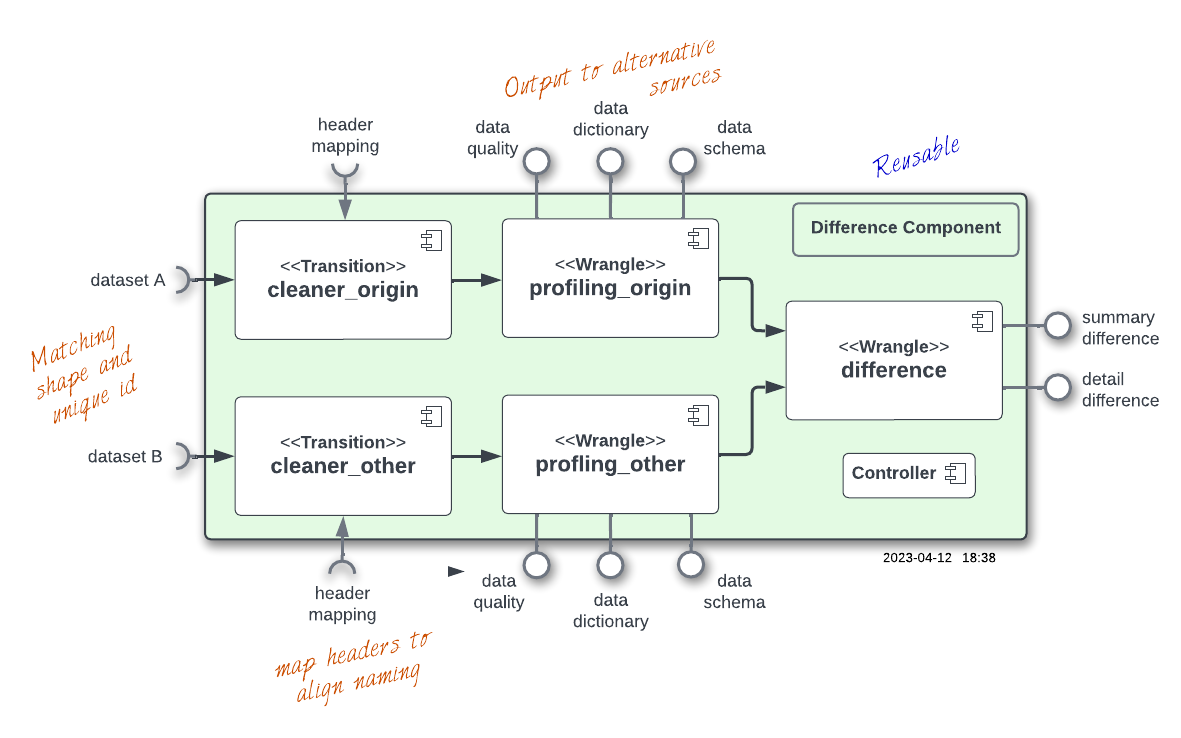 Output to alternative
sources
data
dictionary
header
mapping
data
quality
data
schema
Reusable
Difference Component
<<Transition>>
cleaner_origin
<<Wrangle>>
profiling_origin
dataset A
summary
difference
<<Wrangle>>
difference
detail
difference
Matching
shape and
unique id
<<Transition>>
cleaner_other
<<Wrangle>>
profling_other
dataset B
Controller
2023-04-12 18:38
header
mapping
data
quality
data
dictionary
data
schema
map headers to
align naming